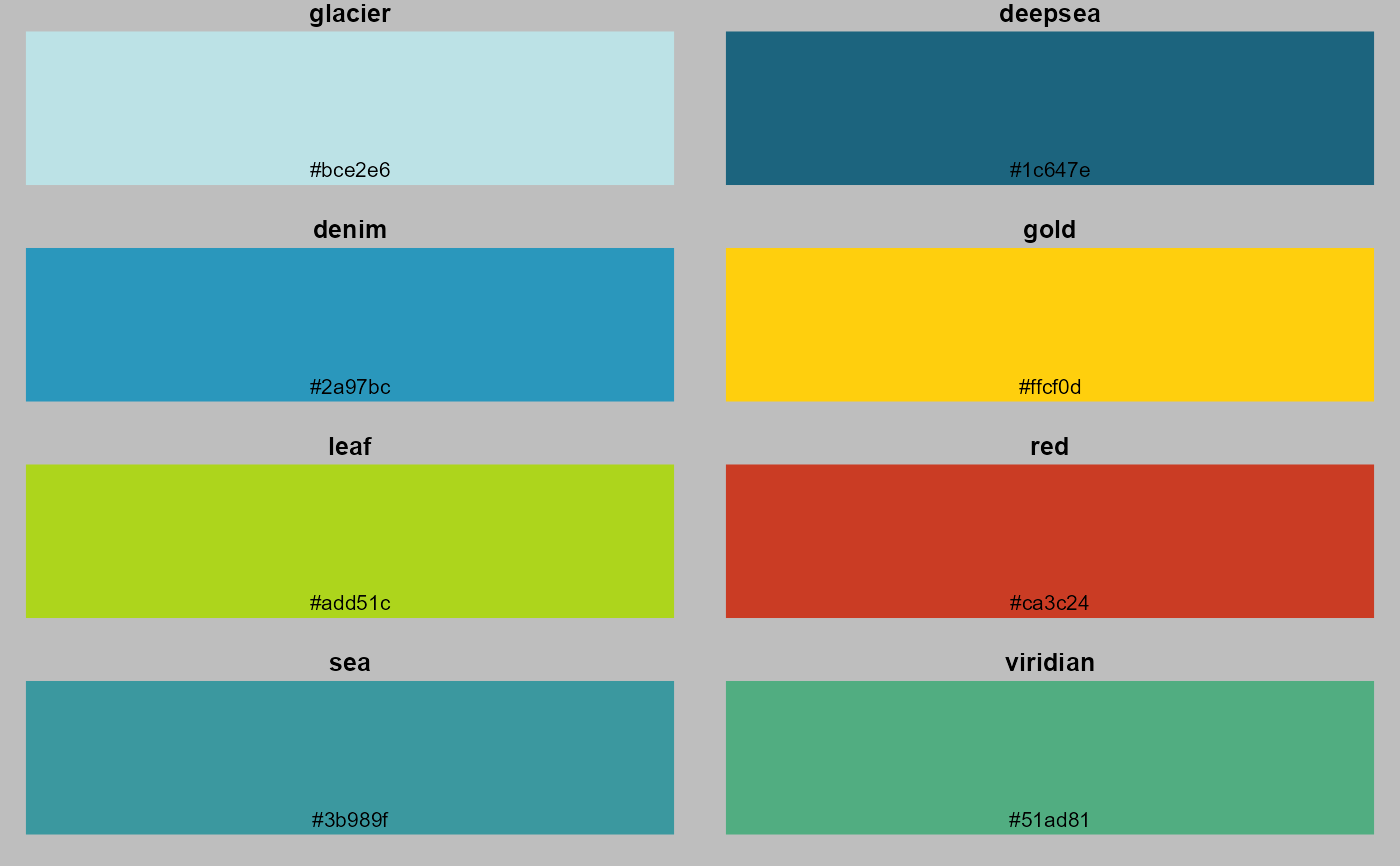 glacier
deepsea
#bce2e6
#1c647e
denim
gold
#2a97bc
#ffcf0d
leaf
red
#add51c
#ca3c24
sea
viridian
#3b989f
#51ad81